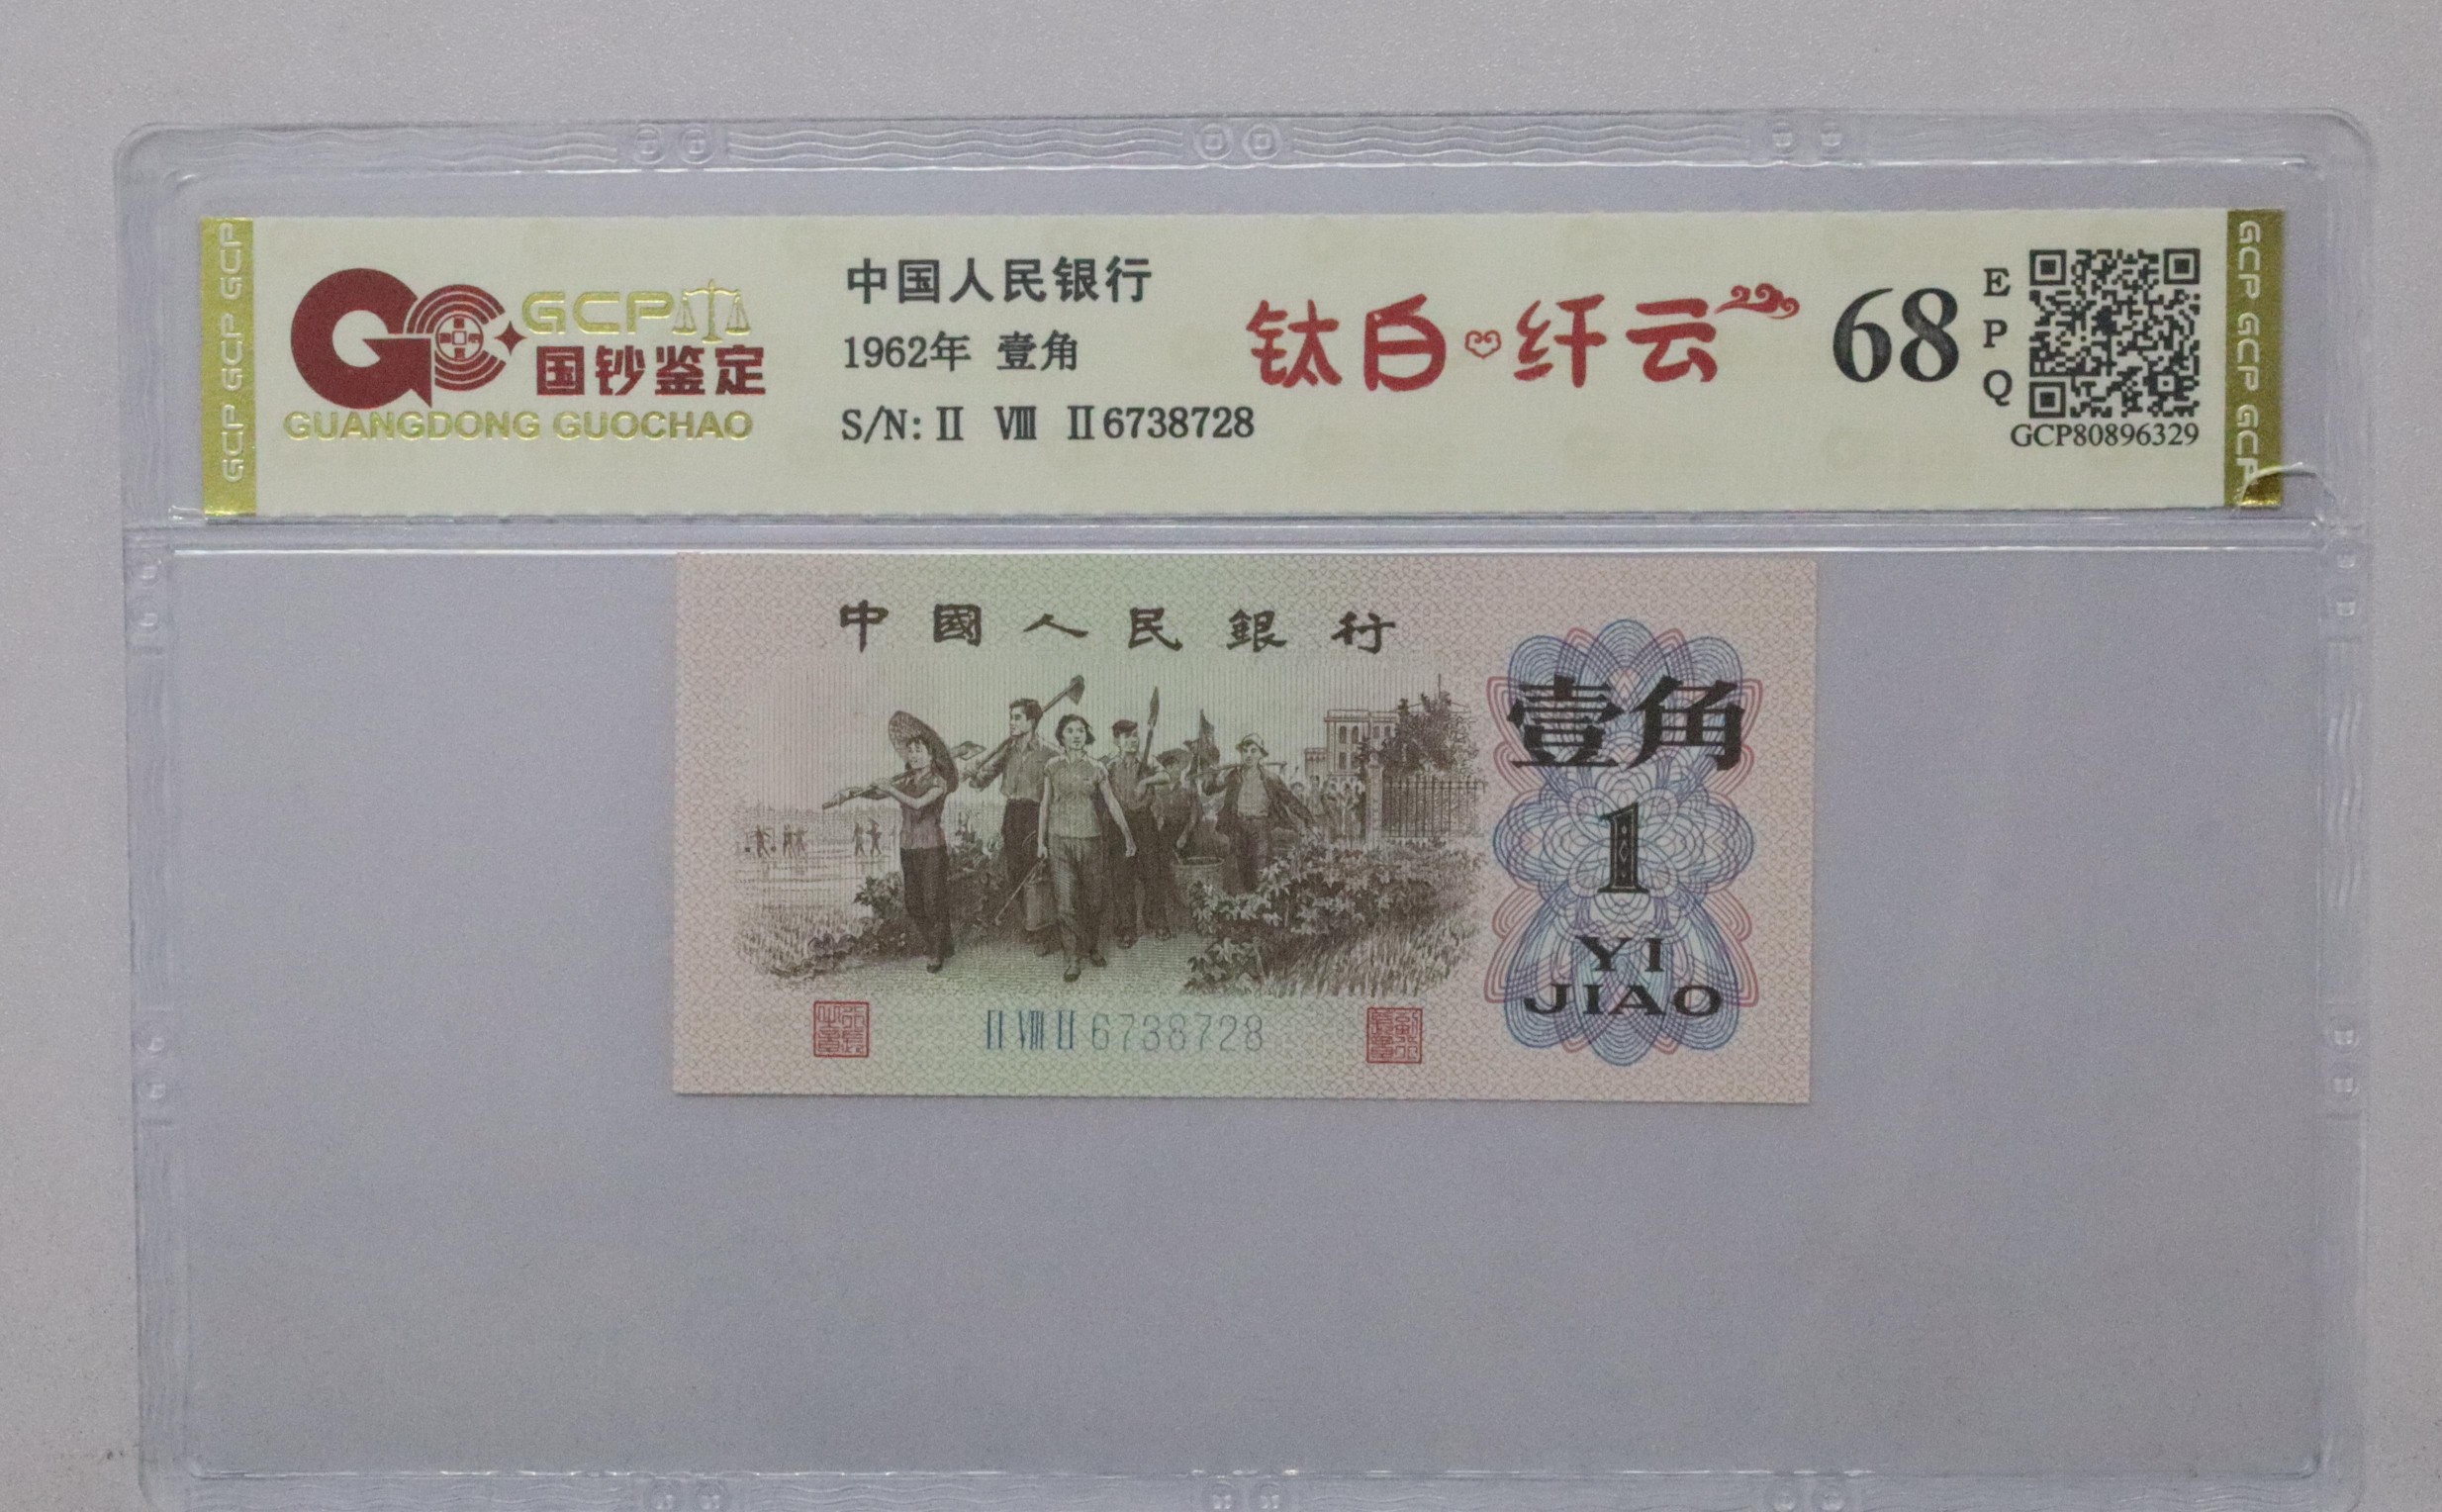 GCP
国钞鉴定
GUANGDONG GUOCHAO
中国人民银行
1962年 壹角
S/N: Ⅱ Ⅷ Ⅱ6738728
钛白 纤云
68
EPQ
GCP80896329
GCP GCP GCP
GCP GCP GCP
中國人民銀行
壹角
1
YI
JIAO
Ⅱ Ⅷ Ⅱ 6738728